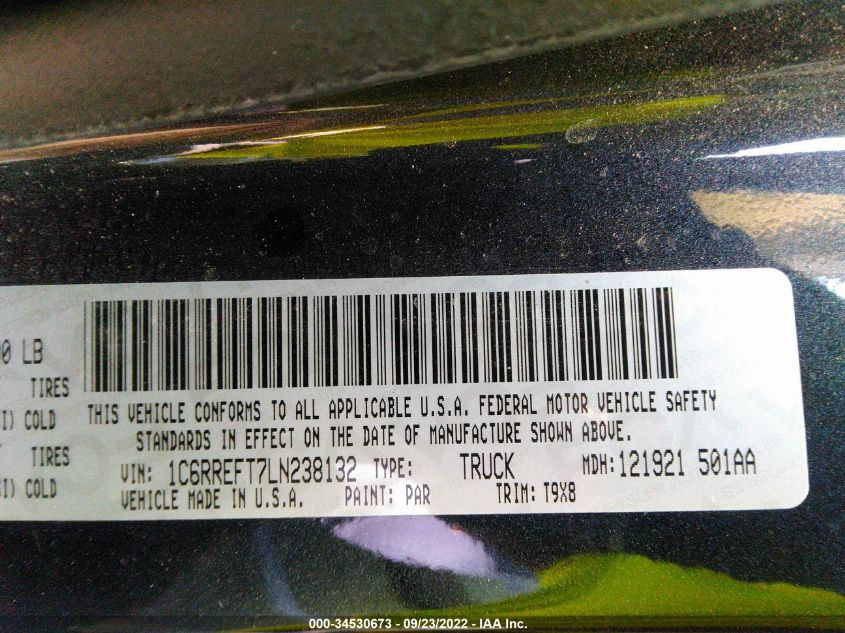 0 LB
TIRES
I) COLD
TIRES
I) COLD
THIS VEHICLE CONFORMS TO ALL APPLICABLE U.S.A. FEDERAL MOTOR VEHICLE SAFETY
STANDARDS IN EFFECT ON THE DATE OF MANUFACTURE SHOWN ABOVE.
VIN: 1C6RREFT7LN238132 TYPE: TRUCK MDH: 121921 501AA
VEHICLE MADE IN U.S.A. PAINT: PAR TRIM: T9X8
000-34530673 - 09/23/2022 - IAA Inc.